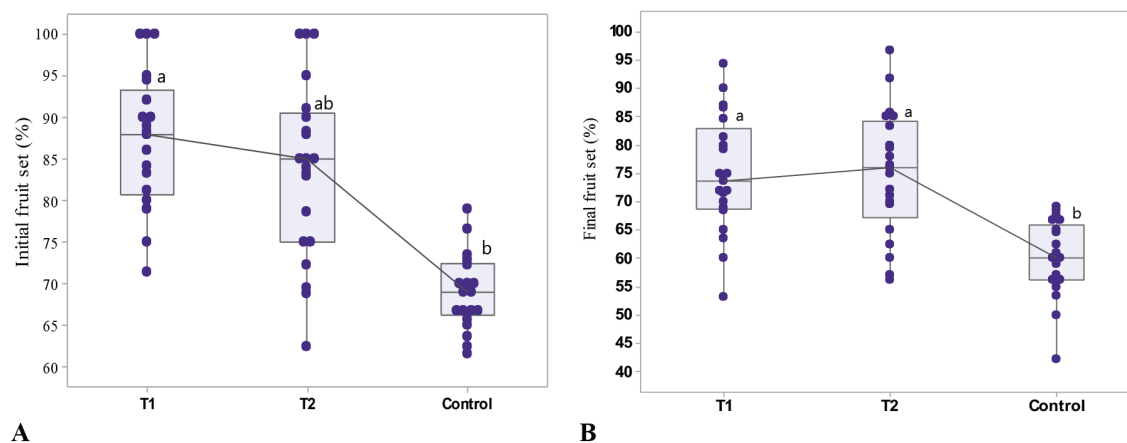 Initial fruit set (%)
100
95
90
85
80
75
70
65
60
a
ab
b
T1
T2
Control
A
Final fruit set (%)
100
95
90
85
80
75
70
65
60
55
50
45
40
a
a
b
T1
T2
Control
B